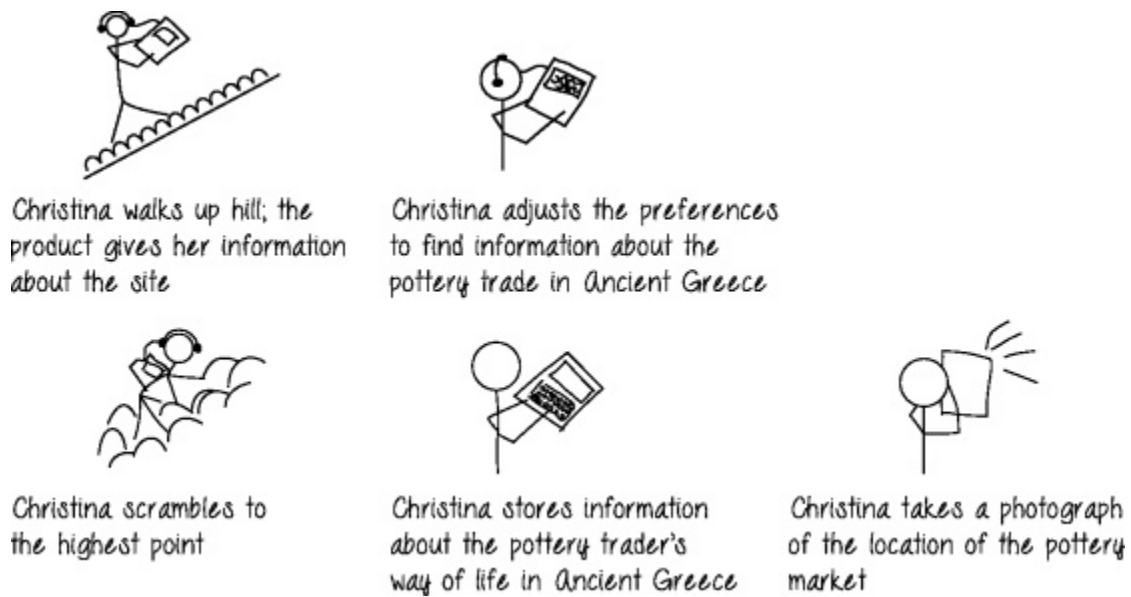 Christina walks up hill; the
product gives her information
about the site
Christina adjusts the preferences
to find information about the
pottery trade in Ancient Greece
Christina scrambles to
the highest point
Christina stores information
about the pottery trader's
way of life in Ancient Greece
Christina takes a photograph
of the location of the pottery
market